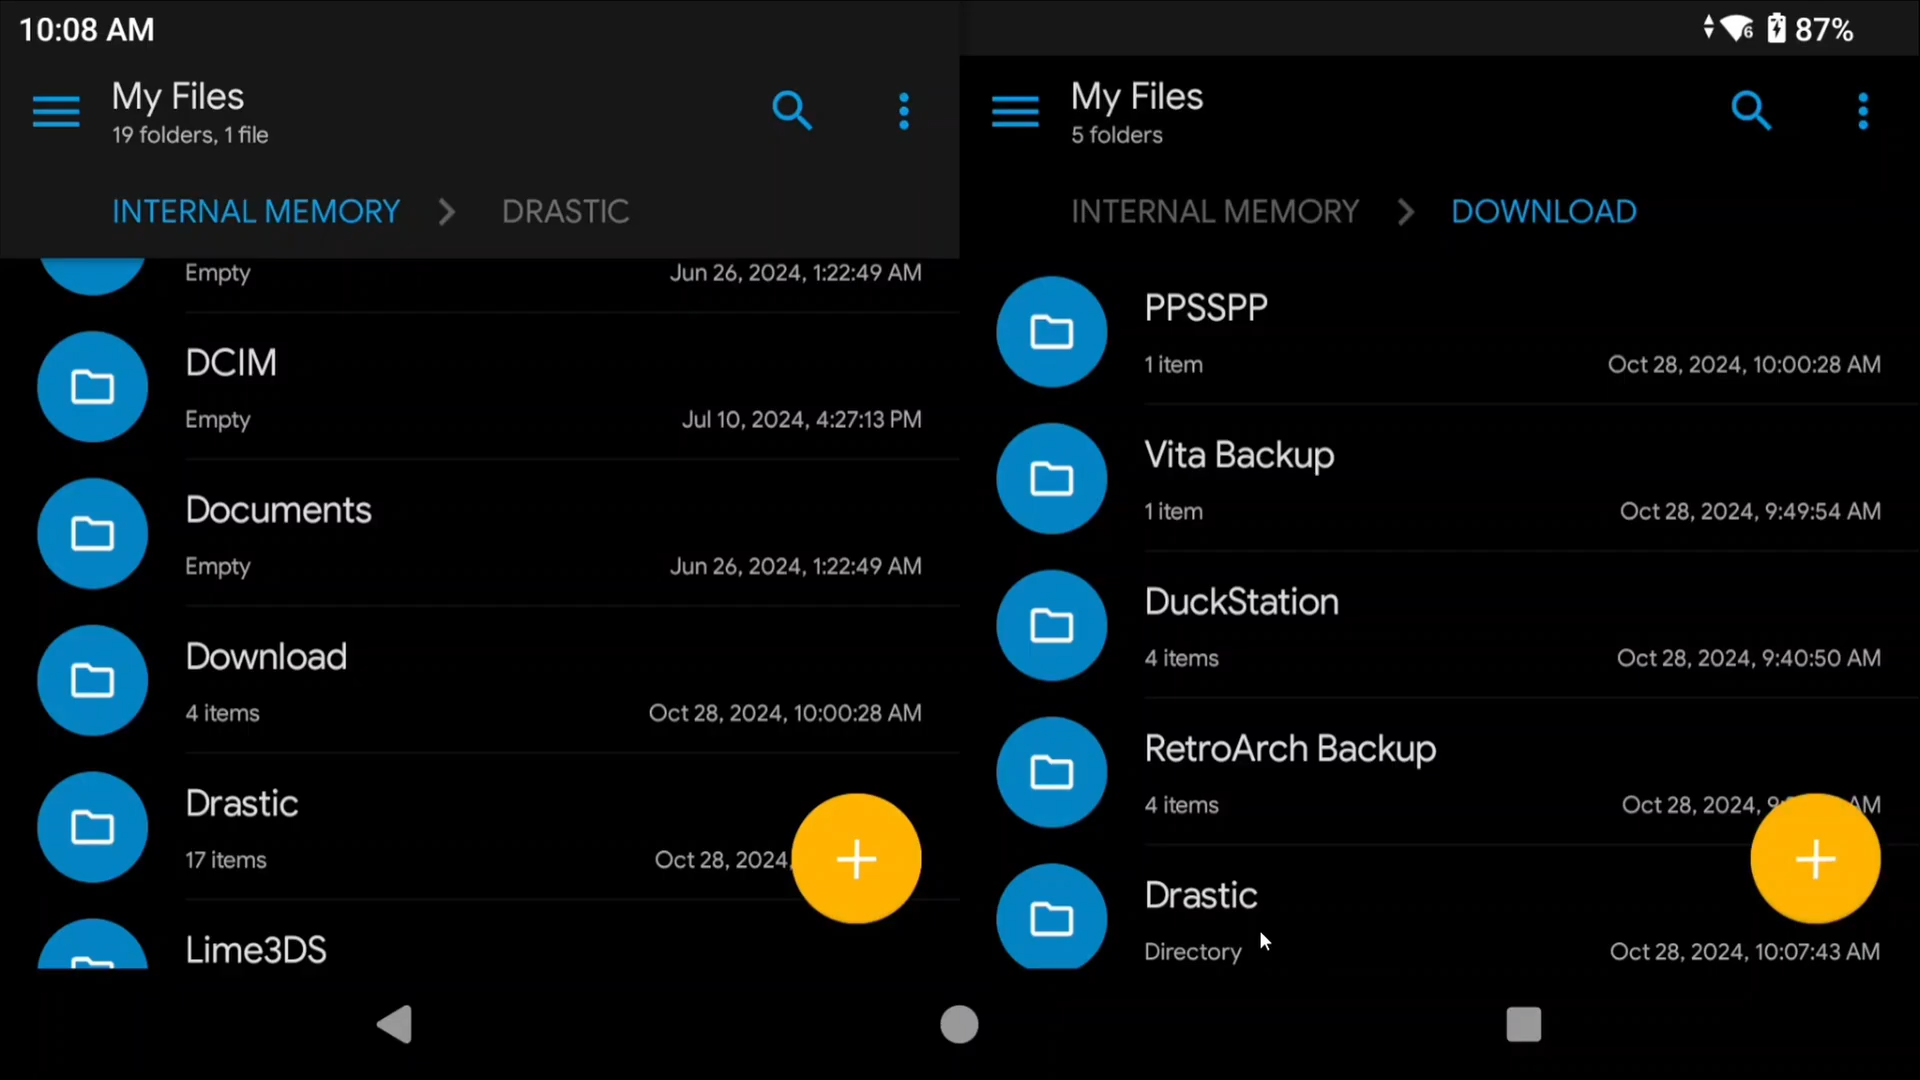 10:08 AM
6 87%
My Files
19 folders, 1 file
INTERNAL MEMORY
DRASTIC
Empty
Jun 26, 2024, 1:22:49 AM
DCIM
Empty
Jul 10, 2024, 4:27:13 PM
Documents
Empty
Jun 26, 2024, 1:22:49 AM
Download
4 items
Oct 28, 2024, 10:00:28 AM
Drastic
17 items
Oct 28, 2024,
Lime3DS
My Files
5 folders
INTERNAL MEMORY
DOWNLOAD
PPSSPP
1 item
Oct 28, 2024, 10:00:28 AM
Vita Backup
1 item
Oct 28, 2024, 9:49:54 AM
DuckStation
4 items
Oct 28, 2024, 9:40:50 AM
RetroArch Backup
4 items
Oct 28, 2024, AM
Drastic
Directory
Oct 28, 2024, 10:07:43 AM